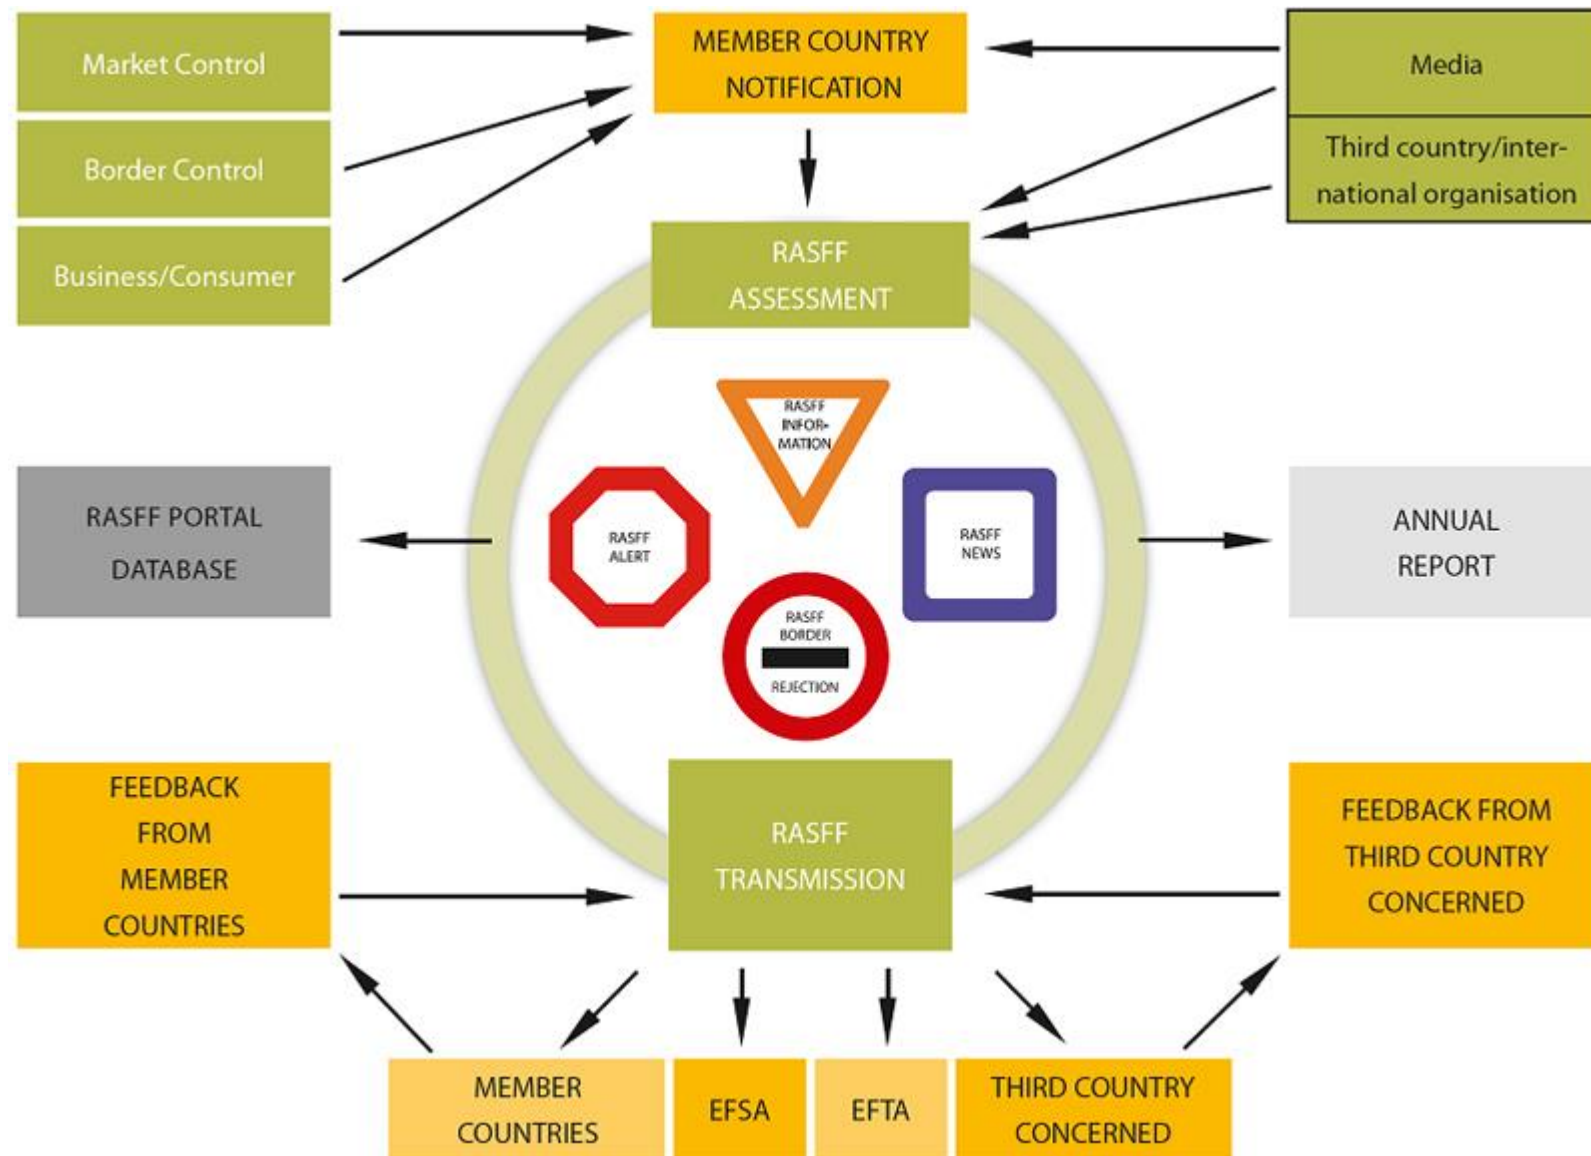 Market Control
MEMBER COUNTRY
NOTIFICATION
Media
Border Control
Third country/inter-
national organisation
Business/Consumer
RASFF
ASSESSMENT
RASFF
INFOR-
MATION
RASFF
ALERT
RASFF
NEWS
RASFF PORTAL
DATABASE
ANNUAL
REPORT
RASFF
BORDER
REJECTION
FEEDBACK
FROM
MEMBER
COUNTRIES
RASFF
TRANSMISSION
FEEDBACK FROM
THIRD COUNTRY
CONCERNED
MEMBER
COUNTRIES
EFSA
EFTA
THIRD COUNTRY
CONCERNED